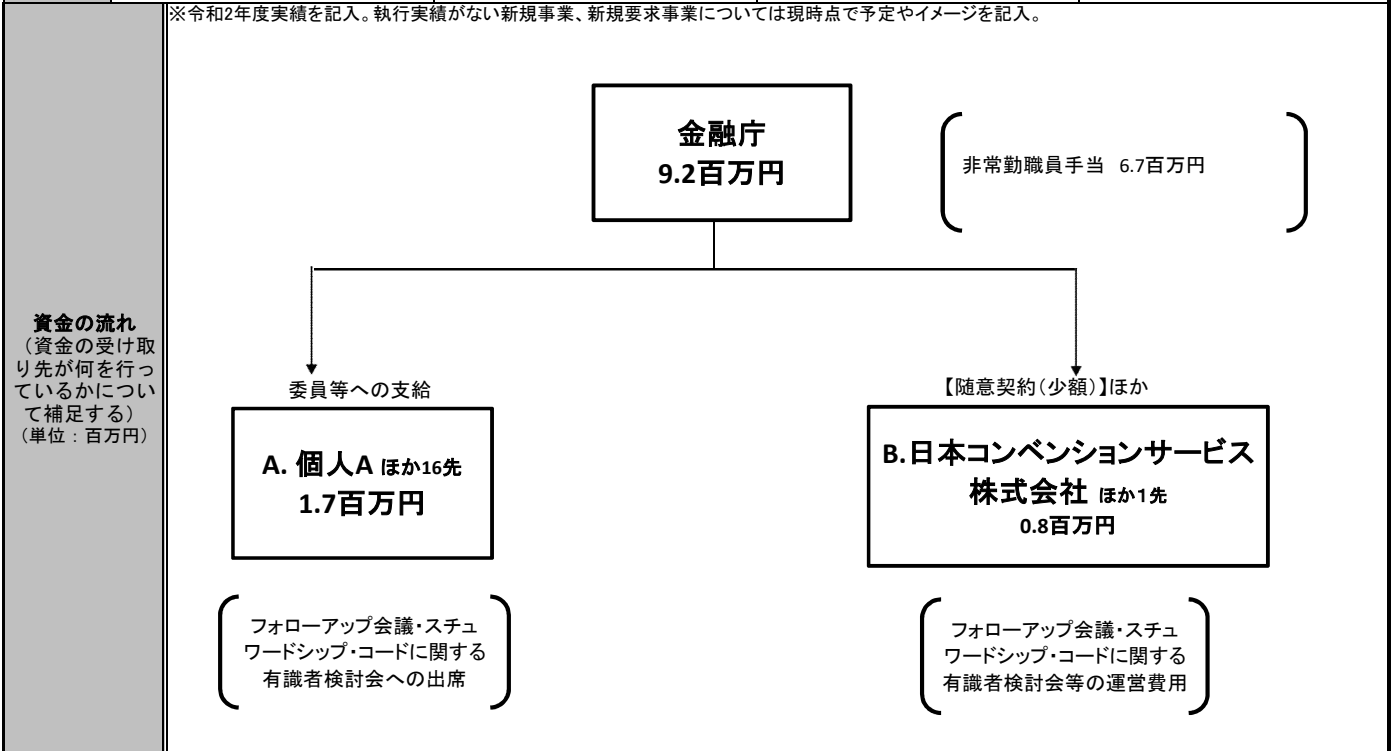 ※令和2年度実績を記入。執行実績がない新規事業、新規要求事業については現時点で予定やイメージを記入。
金融庁
9.2百万円
非常勤職員手当 6.7百万円
資金の流れ
（資金の受け取
り先が何を行っ
ているかについ
て補足する）
（単位：百万円）
委員等への支給
A. 個人A ほか16先
1.7百万円
フォローアップ会議・スチュ
ワードシップ・コードに関する
有識者検討会への出席
【随意契約（少額）】ほか
B.日本コンベンションサービス
株式会社 ほか1先
0.8百万円
フォローアップ会議・スチュ
ワードシップ・コードに関する
有識者検討会等の運営費用